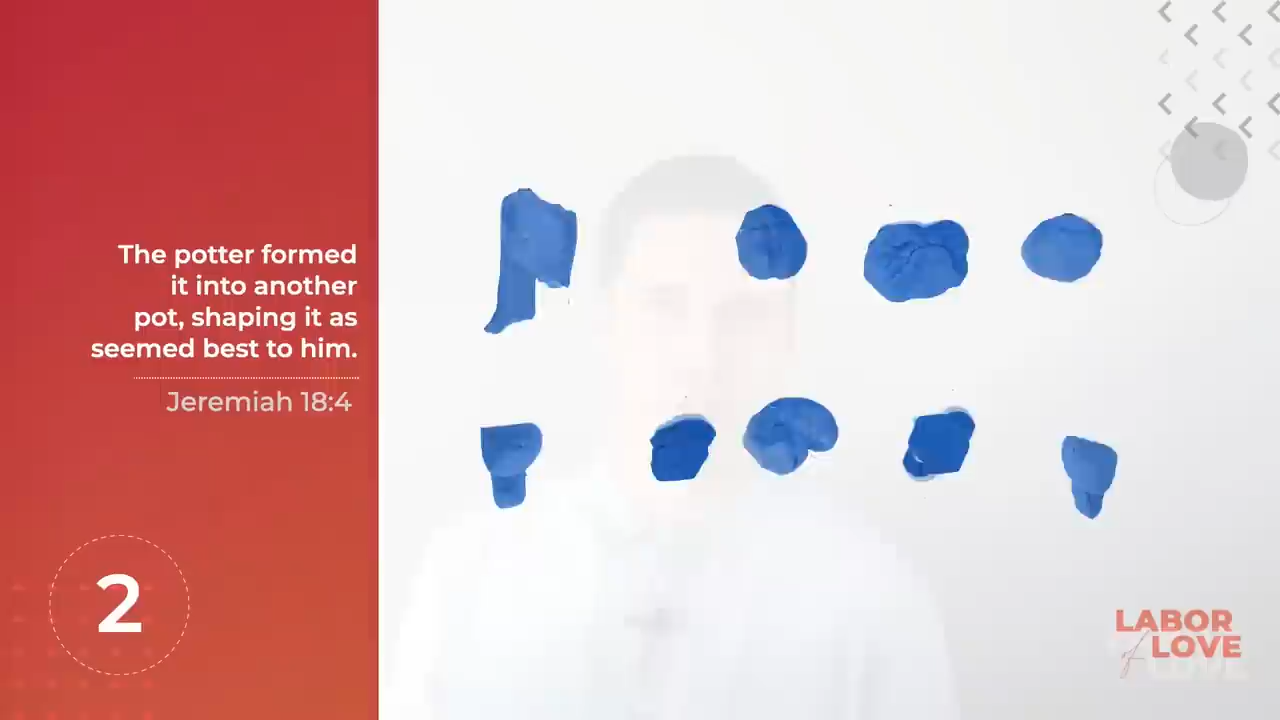 The potter formed
it into another
pot, shaping it as
seemed best to him.
Jeremiah 18:4
2
LABOR
of LOVE